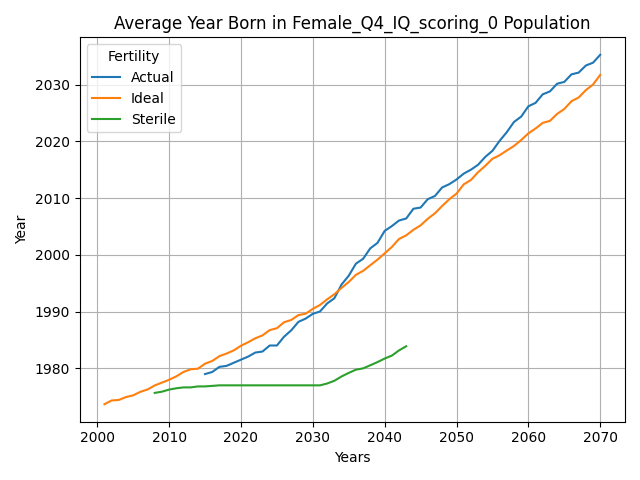 Average Year Born in Female_Q4_IQ_scoring_0 Population
Fertility
Actual
Ideal
Sterile
Year
2030
2020
2010
2000
1990
1980
2000 2010 2020 2030 2040 2050 2060 2070
Years